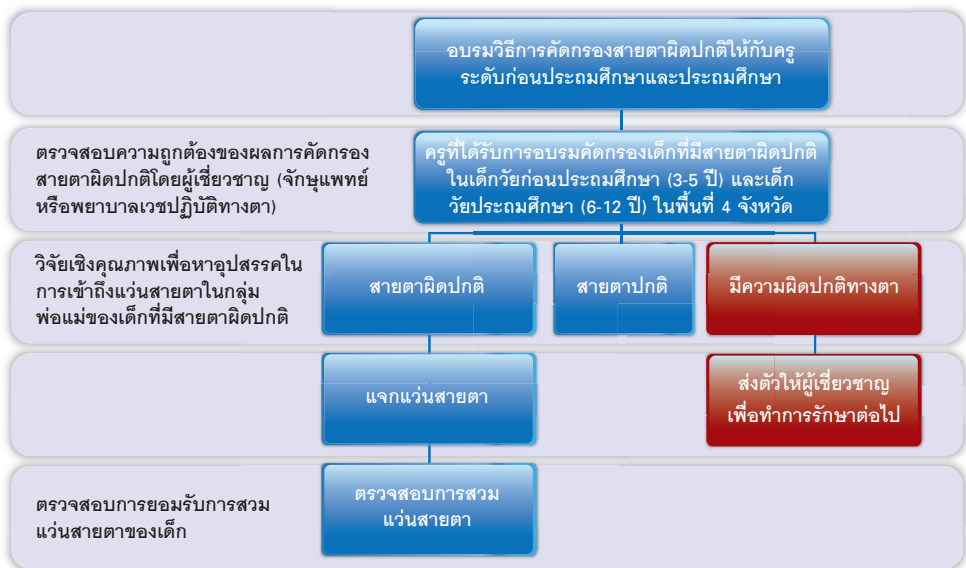 อบรมวิธีการคัดกรองสายตาผิดปกติให้กับครู
ระดับก่อนประถมศึกษาและประถมศึกษา
ตรวจสอบความถูกต้องของผลการคัดกรอง
สายตาผิดปกติโดยผู้เชี่ยวชาญ (จักษุแพทย์
หรือพยาบาลเวชปฏิบัติทางตา)
ครูที่ได้รับการอบรมคัดกรองเด็กที่มีสายตาผิดปกติ
ในเด็กวัยก่อนประถมศึกษา (3-5 ปี) และเด็ก
วัยประถมศึกษา (6-12 ปี) ในพื้นที่ 4 จังหวัด
วิจัยเชิงคุณภาพเพื่อหาอุปสรรคใน
การเข้าถึงแว่นสายตาในกลุ่ม
พ่อแม่ของเด็กที่มีสายตาผิดปกติ
สายตาผิดปกติ
สายตาปกติ
มีความผิดปกติทางตา
แจกแว่นสายตา
ส่งตัวให้ผู้เชี่ยวชาญ
เพื่อทำการรักษาต่อไป
ตรวจสอบการยอมรับการสวม
แว่นสายตาของเด็ก
ตรวจสอบการสวม
แว่นสายตา